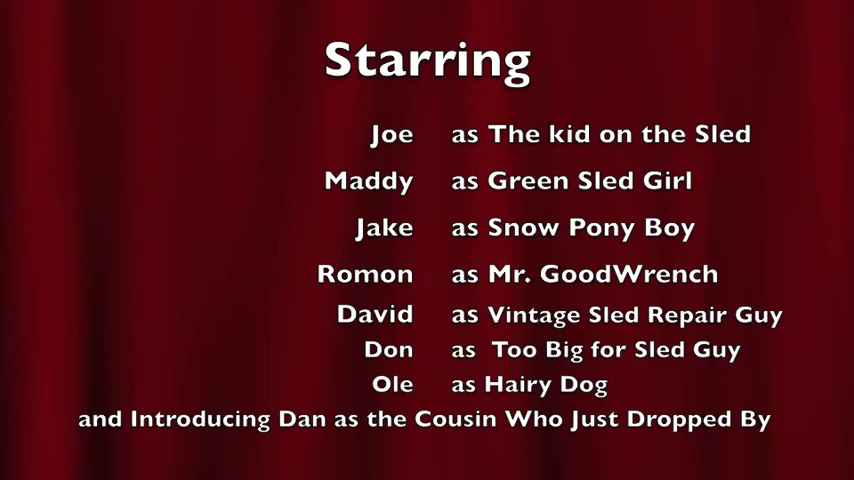 Starring
Joe as The kid on the Sled
Maddy as Green Sled Girl
Jake as Snow Pony Boy
Romon as Mr. GoodWrench
David as Vintage Sled Repair Guy
Don as Too Big for Sled Guy
Ole as Hairy Dog
and Introducing Dan as the Cousin Who Just Dropped By